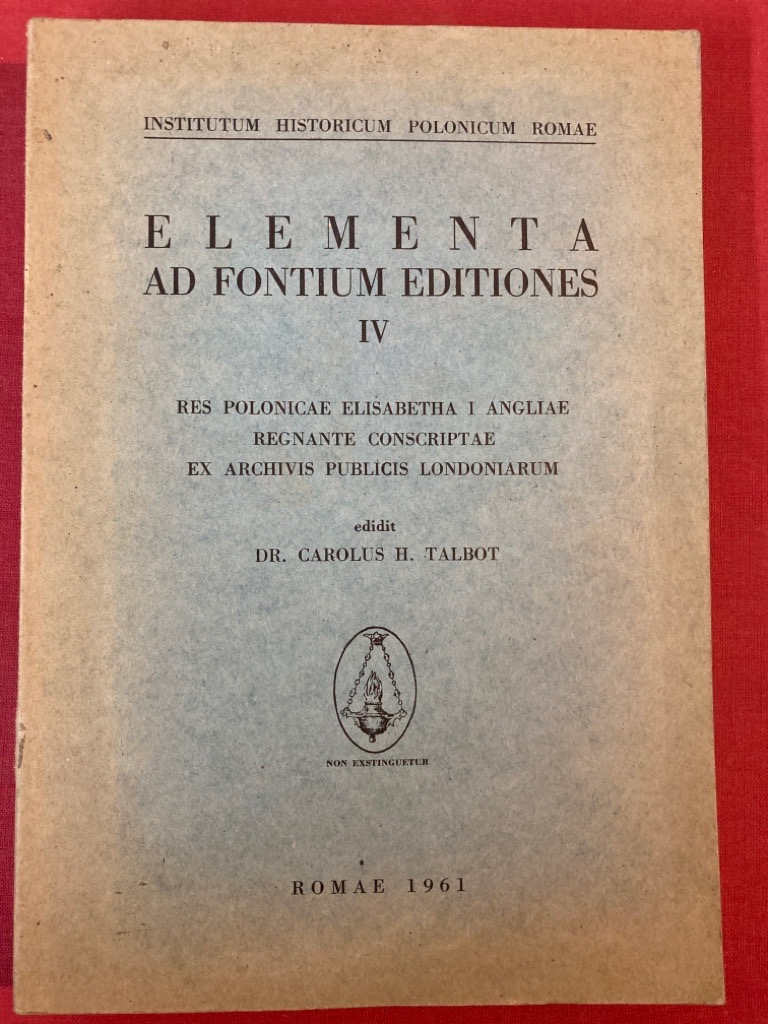 INSTITUTUM HISTORICUM POLONICUM ROMAE
ELEMENTA
AD FONTIUM EDITIONES
IV
RES POLONICAE ELISABETHA I ANGLIAE
REGNANTE CONSCRIPTAE
EX ARCHIVIS PUBLICIS LONDONIARUM
edidit
DR. CAROLUS H. TALBOT
NON EXSTINGUETUR
ROMAE 1961